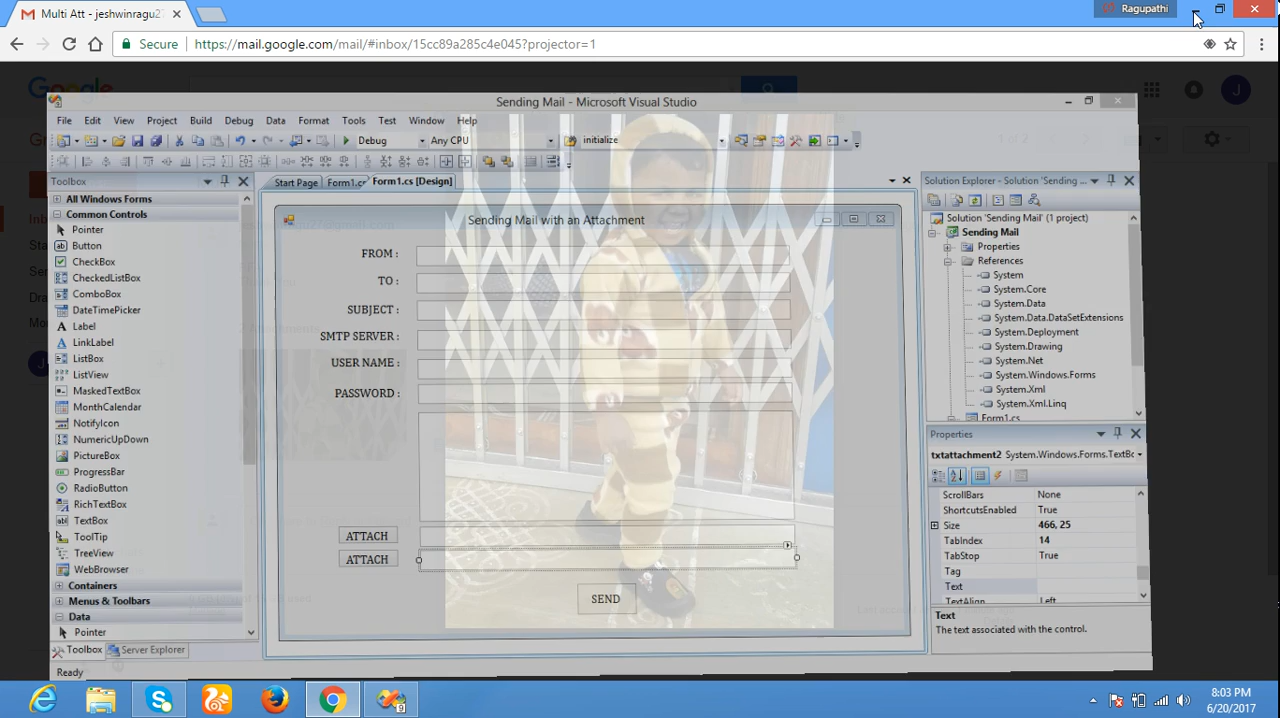 Multi Att - jeshwinragu2
Ragupathi
Secure
https://mail.google.com/mail/#inbox/15cc89a285c4e045?projector=1
Google
J
Sending Mail - Microsoft Visual Studio
File Edit View Project Build Debug Data Format Tools Test Window Help
Debug Any CPU initialize
Toolbox
Start Page Form1.cs Form1.cs [Design]
Solution Explorer - Solution 'Sending ...
All Windows Forms
Common Controls
Pointer
Button
CheckBox
CheckedListBox
ComboBox
DateTimePicker
Label
LinkLabel
ListBox
ListView
MaskedTextBox
MonthCalendar
NotifyIcon
NumericUpDown
PictureBox
ProgressBar
RadioButton
RichTextBox
TextBox
ToolTip
TreeView
WebBrowser
Containers
Menus & Toolbars
Data
Pointer
Toolbox Server Explorer
Ready
Sending Mail with an Attachment
FROM :
TO :
SUBJECT :
SMTP SERVER :
USER NAME :
PASSWORD :
ATTACH
ATTACH
SEND
Solution 'Sending Mail' (1 project)
Sending Mail
Properties
References
System
System.Core
System.Data
System.Data.DataSetExtensions
System.Deployment
System.Drawing
System.Net
System.Windows.Forms
System.Xml
System.Xml.Linq
Form1.cs
Properties
txtattachment2 System.Windows.Forms.TextBo
ScrollBars None
ShortcutsEnabled True
Size 466, 25
TabIndex 14
TabStop True
Tag
Text
TextAlign Left
Text
The text associated with the control.
8:03 PM
6/20/2017